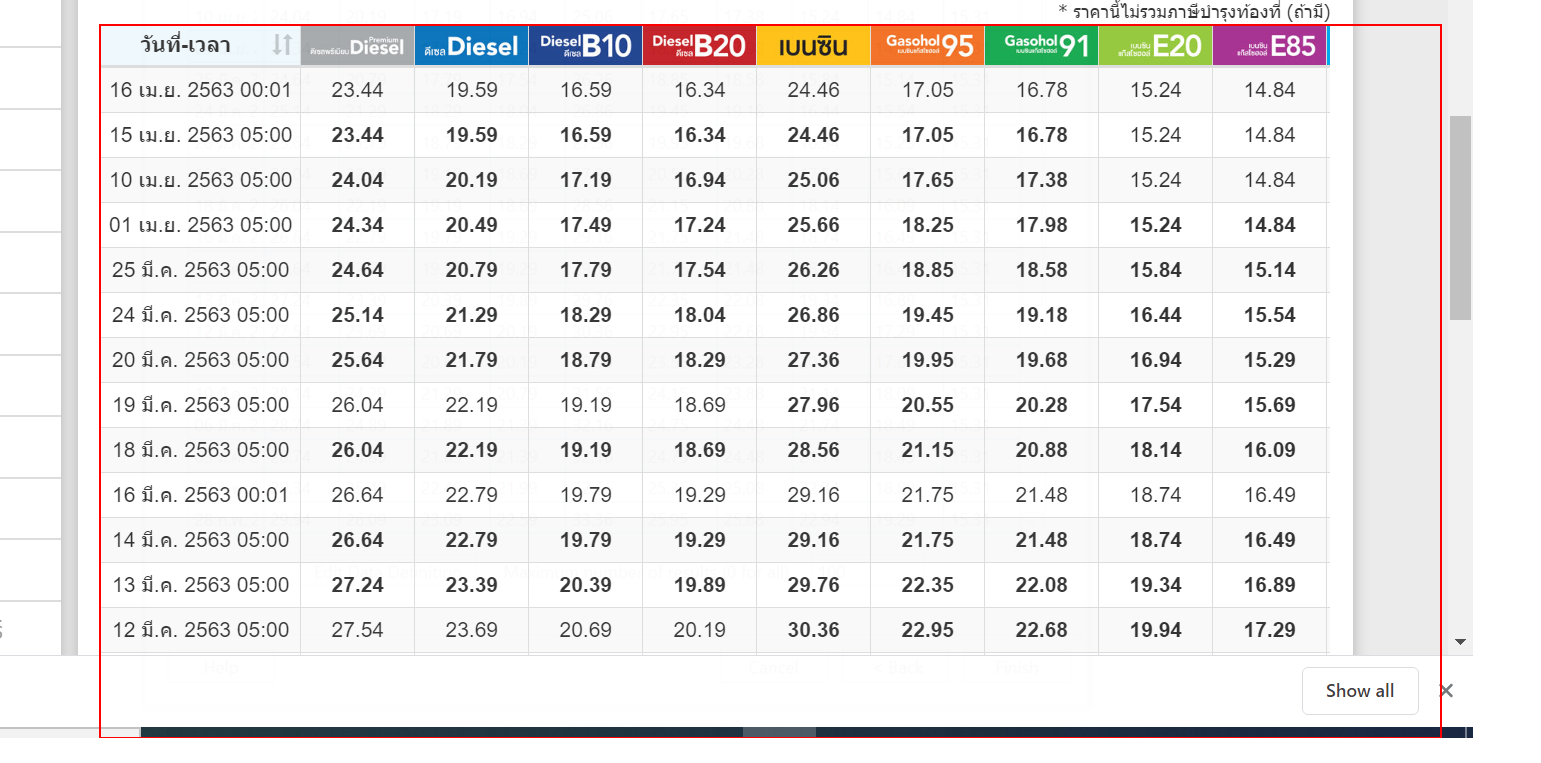 * ราคานี้ไม่รวมภาษีบำรุงท้องที่ (ถ้ามี)
วันที่-เวลา ดีเซลพรีเมียม Premium Diesel ดีเซล Diesel Diesel B10 ดีเซล Diesel B20 ดีเซล เบนซิน Gasohol 95 เบนซินแก๊สโซฮอล์ Gasohol 91 เบนซินแก๊สโซฮอล์ เบนซิน แก๊สโซฮอล์ E20 เบนซิน แก๊สโซฮอล์ E85
16 เม.ย. 2563 00:01 23.44 19.59 16.59 16.34 24.46 17.05 16.78 15.24 14.84
15 เม.ย. 2563 05:00 23.44 19.59 16.59 16.34 24.46 17.05 16.78 15.24 14.84
10 เม.ย. 2563 05:00 24.04 20.19 17.19 16.94 25.06 17.65 17.38 15.24 14.84
01 เม.ย. 2563 05:00 24.34 20.49 17.49 17.24 25.66 18.25 17.98 15.24 14.84
25 มี.ค. 2563 05:00 24.64 20.79 17.79 17.54 26.26 18.85 18.58 15.84 15.14
24 มี.ค. 2563 05:00 25.14 21.29 18.29 18.04 26.86 19.45 19.18 16.44 15.54
20 มี.ค. 2563 05:00 25.64 21.79 18.79 18.29 27.36 19.95 19.68 16.94 15.29
19 มี.ค. 2563 05:00 26.04 22.19 19.19 18.69 27.96 20.55 20.28 17.54 15.69
18 มี.ค. 2563 05:00 26.04 22.19 19.19 18.69 28.56 21.15 20.88 18.14 16.09
16 มี.ค. 2563 00:01 26.64 22.79 19.79 19.29 29.16 21.75 21.48 18.74 16.49
14 มี.ค. 2563 05:00 26.64 22.79 19.79 19.29 29.16 21.75 21.48 18.74 16.49
13 มี.ค. 2563 05:00 27.24 23.39 20.39 19.89 29.76 22.35 22.08 19.34 16.89
12 มี.ค. 2563 05:00 27.54 23.69 20.69 20.19 30.36 22.95 22.68 19.94 17.29
Help Cancel < Back Finish
Show all